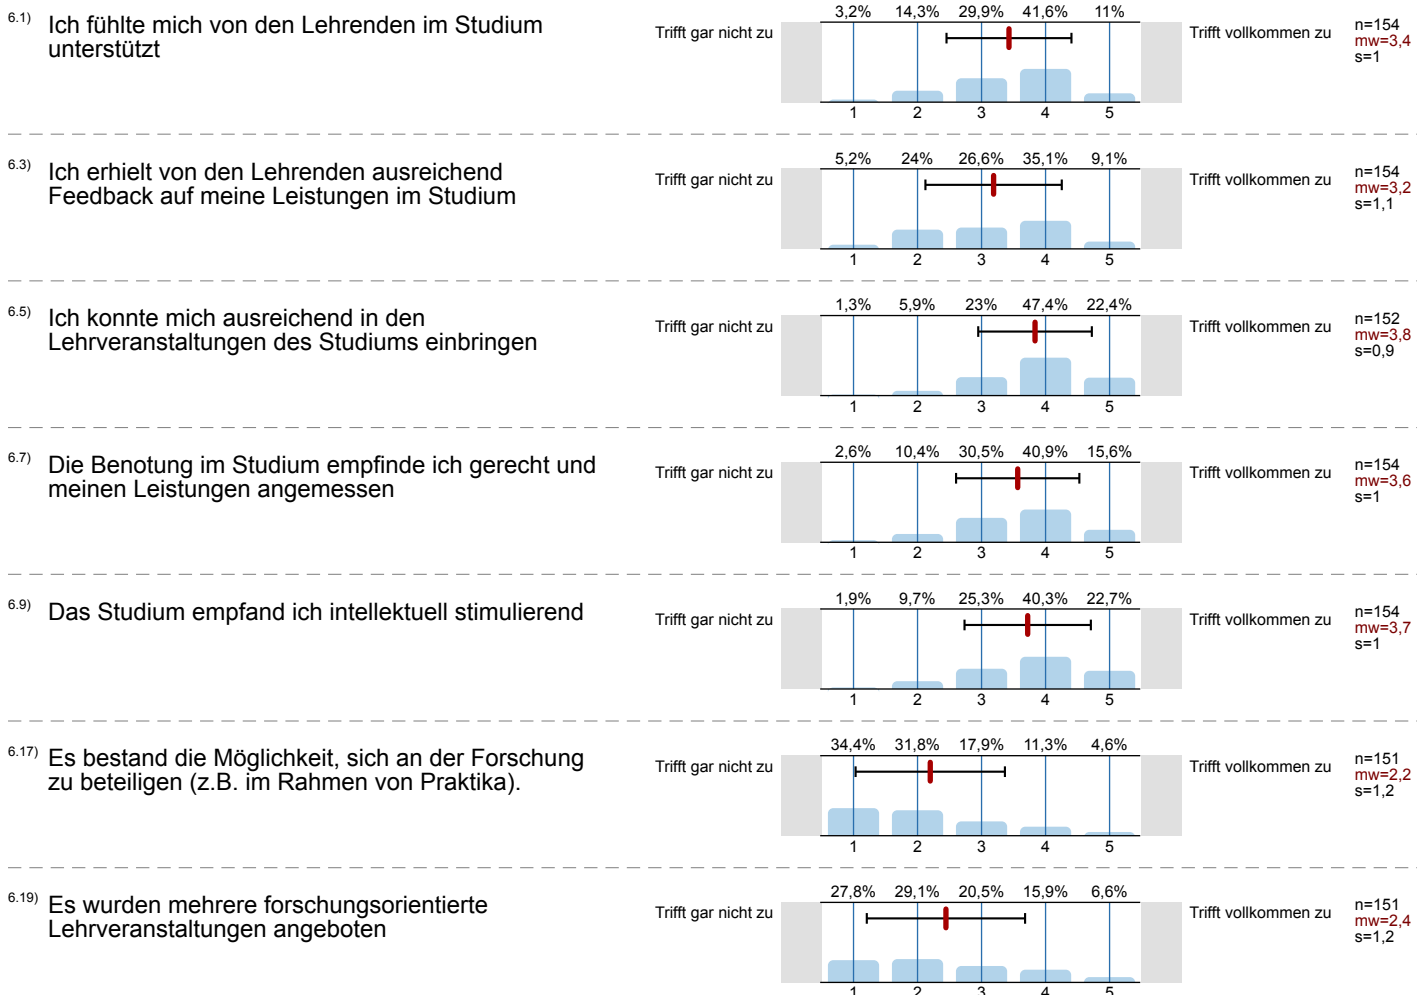 6.1) Ich fühlte mich von den Lehrenden im Studium
unterstützt
Trifft gar nicht zu
3,2% 14,3% 29,9% 41,6% 11%
1 2 3 4 5
Trifft vollkommen zu
n=154
mw=3,4
s=1
6.3) Ich erhielt von den Lehrenden ausreichend
Feedback auf meine Leistungen im Studium
Trifft gar nicht zu
5,2% 24% 26,6% 35,1% 9,1%
1 2 3 4 5
Trifft vollkommen zu
n=154
mw=3,2
s=1,1
6.5) Ich konnte mich ausreichend in den
Lehrveranstaltungen des Studiums einbringen
Trifft gar nicht zu
1,3% 5,9% 23% 47,4% 22,4%
1 2 3 4 5
Trifft vollkommen zu
n=152
mw=3,8
s=0,9
6.7) Die Benotung im Studium empfinde ich gerecht und
meinen Leistungen angemessen
Trifft gar nicht zu
2,6% 10,4% 30,5% 40,9% 15,6%
1 2 3 4 5
Trifft vollkommen zu
n=154
mw=3,6
s=1
6.9) Das Studium empfand ich intellektuell stimulierend
Trifft gar nicht zu
1,9% 9,7% 25,3% 40,3% 22,7%
1 2 3 4 5
Trifft vollkommen zu
n=154
mw=3,7
s=1
6.17) Es bestand die Möglichkeit, sich an der Forschung
zu beteiligen (z.B. im Rahmen von Praktika).
Trifft gar nicht zu
34,4% 31,8% 17,9% 11,3% 4,6%
1 2 3 4 5
Trifft vollkommen zu
n=151
mw=2,2
s=1,2
6.19) Es wurden mehrere forschungsorientierte
Lehrveranstaltungen angeboten
Trifft gar nicht zu
27,8% 29,1% 20,5% 15,9% 6,6%
1 2 3 4 5
Trifft vollkommen zu
n=151
mw=2,4
s=1,2